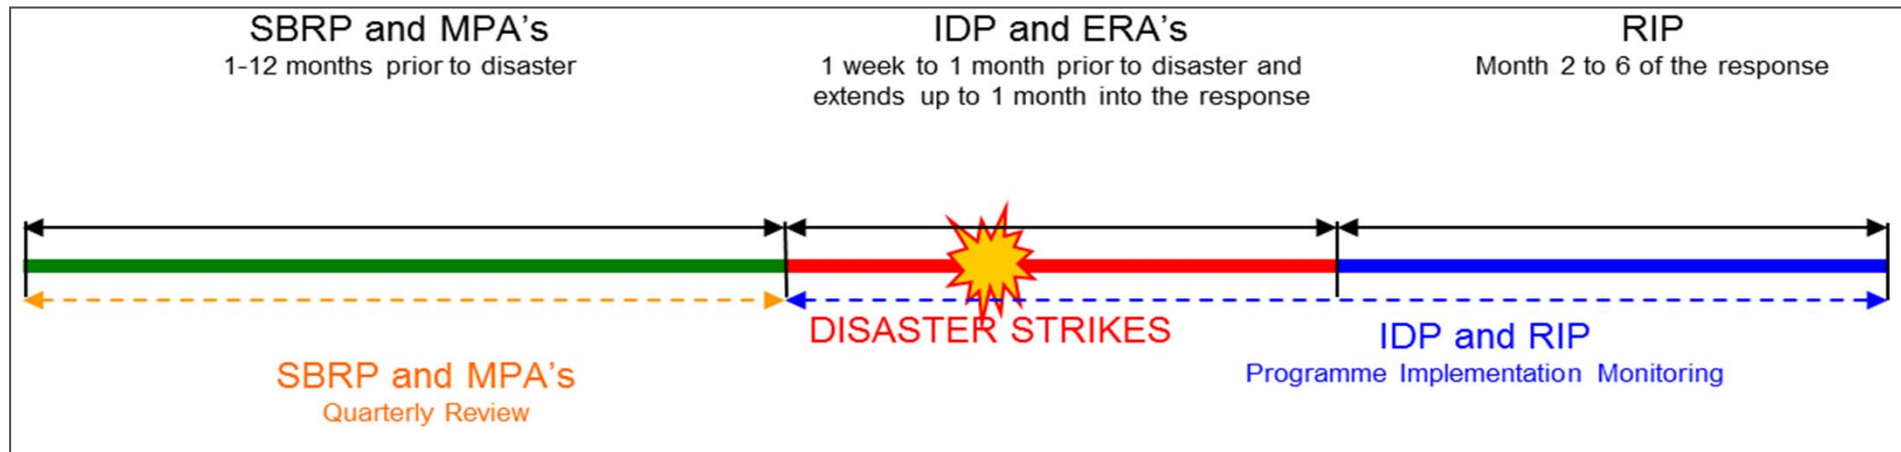 SBRP and MPA's
1-12 months prior to disaster
IDP and ERA's
1 week to 1 month prior to disaster and
extends up to 1 month into the response
RIP
Month 2 to 6 of the response
DISASTER STRIKES
SBRP and MPA's
Quarterly Review
IDP and RIP
Programme Implementation Monitoring